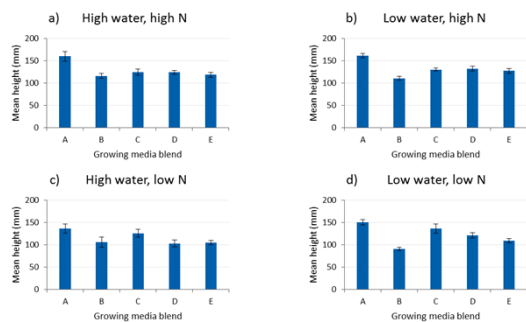 a) High water, high N
Mean height (mm)
200
150
100
50
0
A B C D E
Growing media blend
b) Low water, high N
Mean height (mm)
200
150
100
50
0
A B C D E
Growing media blend
c) High water, low N
Mean height (mm)
200
150
100
50
0
A B C D E
Growing media blend
d) Low water, low N
Mean height (mm)
200
150
100
50
0
A B C D E
Growing media blend